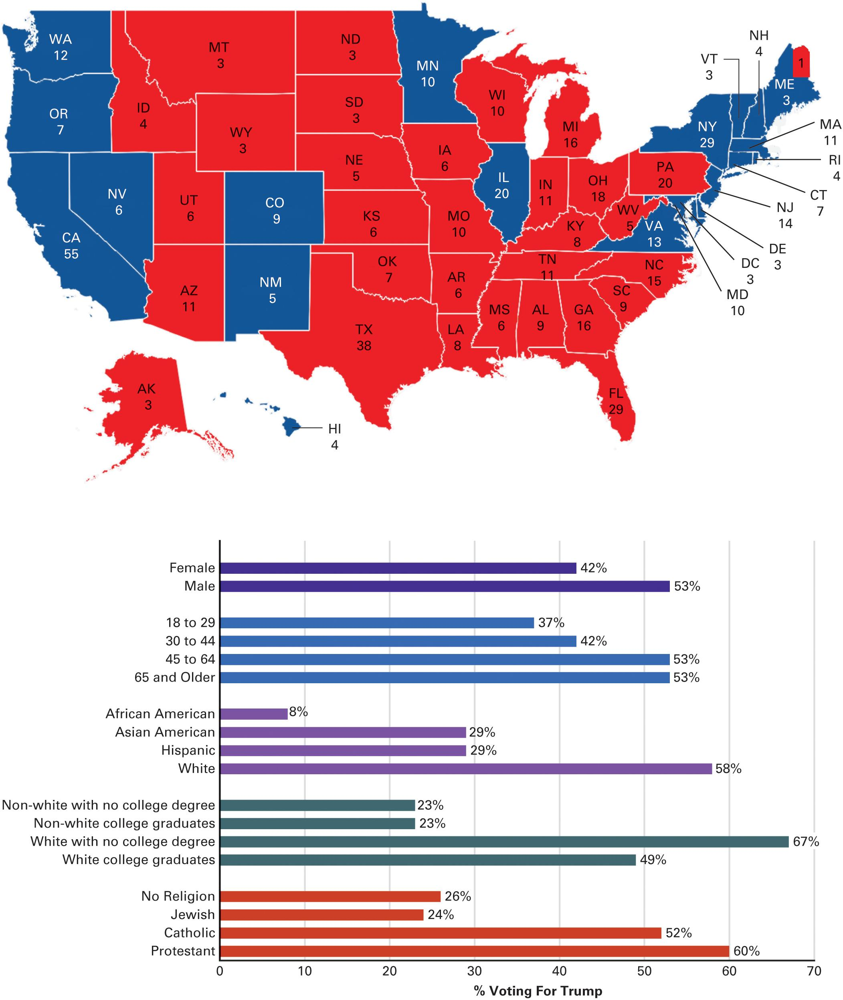 WA
12
OR
7
CA
55
NV
6
ID
4
MT
3
WY
3
UT
6
AZ
11
CO
9
NM
5
ND
3
SD
3
NE
5
KS
6
OK
7
TX
38
MN
10
IA
6
MO
10
AR
6
LA
8
WI
10
IL
20
MI
16
IN
11
OH
18
KY
8
TN
11
MS
6
AL
9
GA
16
FL
29
SC
9
NC
15
VA
13
WV
5
PA
20
NY
29
VT
3
NH
4
1
ME
3
MA
11
RI
4
CT
7
NJ
14
DE
3
DC
3
MD
10
AK
3
HI
4
Female 42%
Male 53%
18 to 29 37%
30 to 44 42%
45 to 64 53%
65 and Older 53%
African American 8%
Asian American 29%
Hispanic 29%
White 58%
Non-white with no college degree 23%
Non-white college graduates 23%
White with no college degree 67%
White college graduates 49%
No Religion 26%
Jewish 24%
Catholic 52%
Protestant 60%
0 10 20 30 40 50 60 70
% Voting For Trump